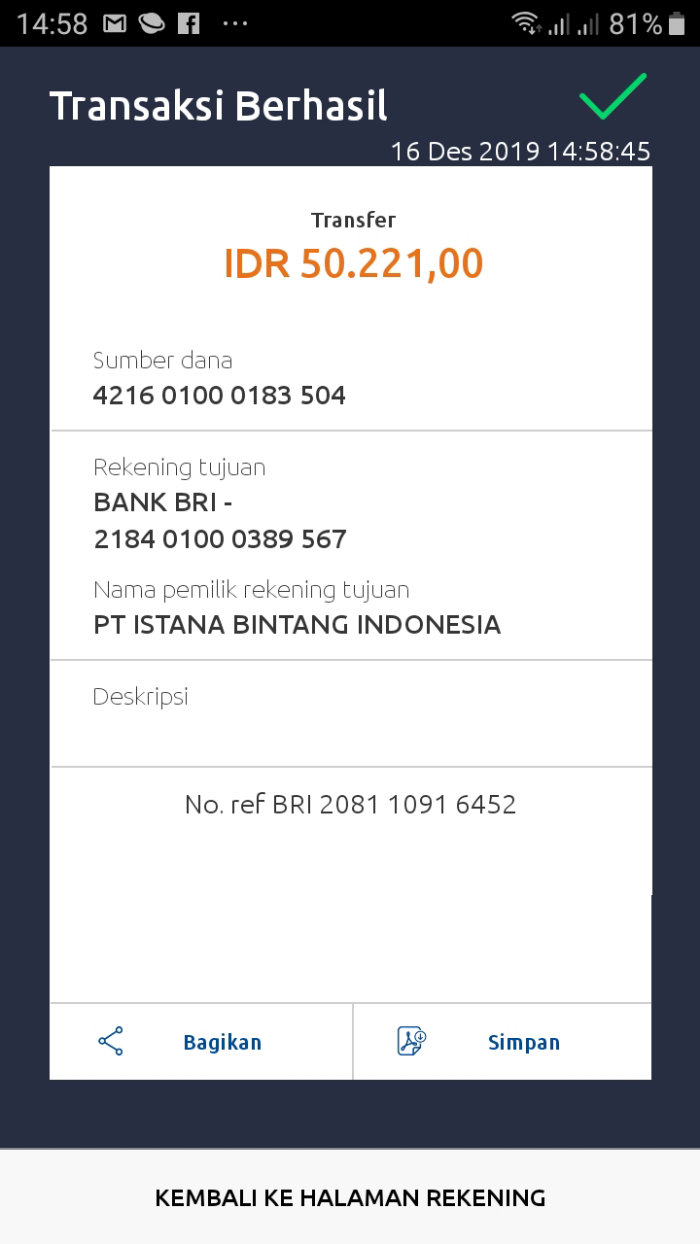 14:58
81%
Transaksi Berhasil
16 Des 2019 14:58:45
Transfer
IDR 50.221,00
Sumber dana
4216 0100 0183 504
Rekening tujuan
BANK BRI -
2184 0100 0389 567
Nama pemilik rekening tujuan
PT ISTANA BINTANG INDONESIA
Deskripsi
No. ref BRI 2081 1091 6452
Bagikan
Simpan
KEMBALI KE HALAMAN REKENING